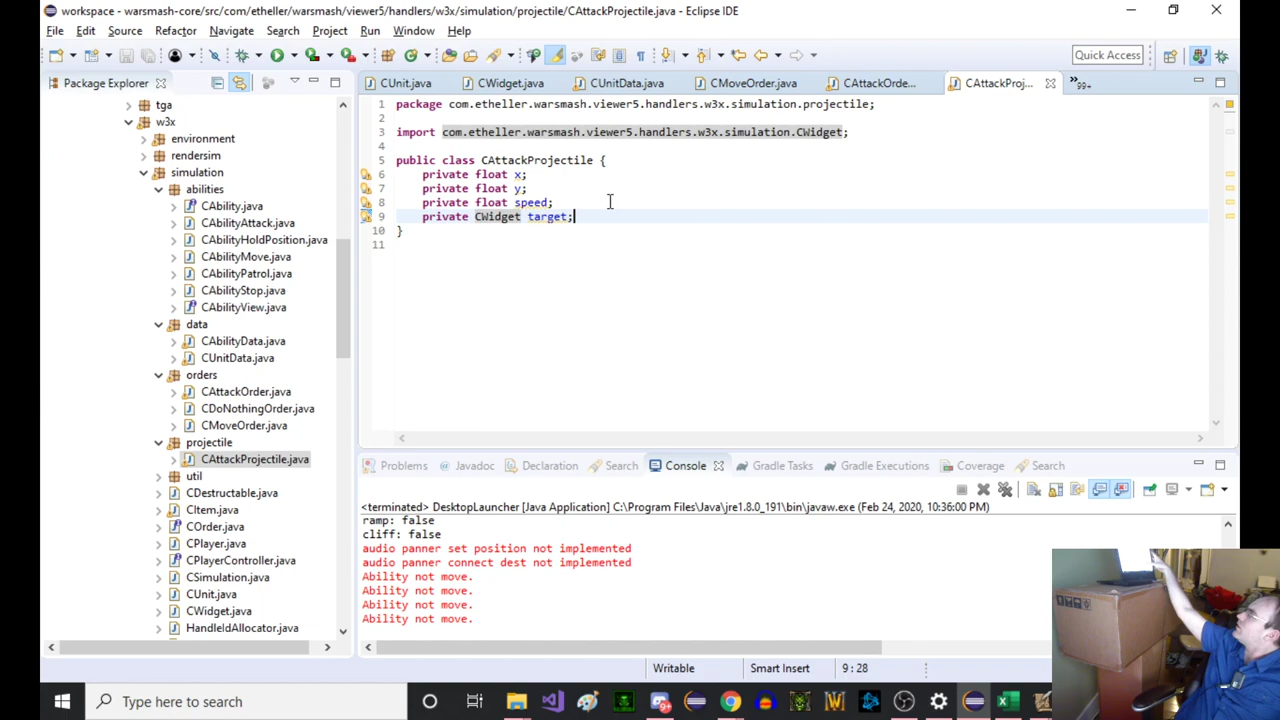 workspace - warsmash-core/src/com/etheller/warsmash/viewer5/handlers/w3x/simulation/projectile/CAttackProjectile.java - Eclipse IDE
File Edit Source Refactor Navigate Search Project Run Window Help
Quick Access
Package Explorer
CUnit.java CWidget.java CUnitData.java CMoveOrder.java CAttackOrde... CAttackProj... 99+
tga
w3x
environment
rendersim
simulation
abilities
CAbility.java
CAbilityAttack.java
CAbilityHoldPosition.java
CAbilityMove.java
CAbilityPatrol.java
CAbilityStop.java
CAbilityView.java
data
CAbilityData.java
CUnitData.java
orders
CAttackOrder.java
CDoNothingOrder.java
CMoveOrder.java
projectile
CAttackProjectile.java
util
CDestructable.java
CItem.java
COrder.java
CPlayer.java
CPlayerController.java
CSimulation.java
CUnit.java
CWidget.java
HandleIdAllocator.java
1 package com.etheller.warsmash.viewer5.handlers.w3x.simulation.projectile;
2
3 import com.etheller.warsmash.viewer5.handlers.w3x.simulation.CWidget;
4
5 public class CAttackProjectile {
6 private float x;
7 private float y;
8 private float speed;
9 private CWidget target;
10 }
11
Problems Javadoc Declaration Search Console Gradle Tasks Gradle Executions Coverage Search
<terminated> DesktopLauncher [Java Application] C:\Program Files\Java\jre1.8.0_191\bin\javaw.exe (Feb 24, 2020, 10:36:00 PM)
ramp: false
cliff: false
audio panner set position not implemented
audio panner connect dest not implemented
Ability not move.
Ability not move.
Ability not move.
Ability not move.
Writable Smart Insert 9 : 28
Type here to search